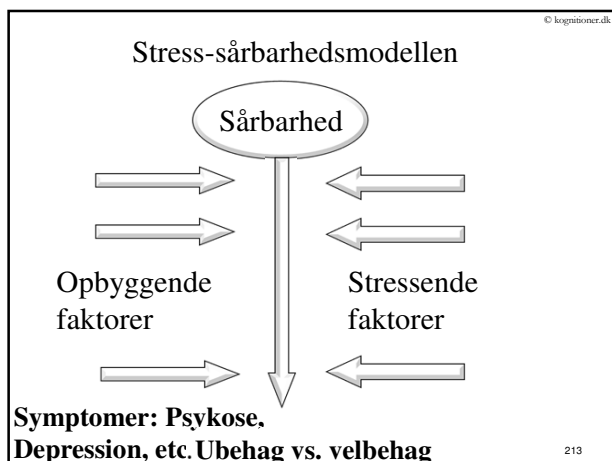 © kognitioner.dk
Stress-sårbarhedsmodellen
Sårbarhed
Opbyggende
faktorer
Stressende
faktorer
Symptomer: Psykose,
Depression, etc. Ubehag vs. velbehag
213